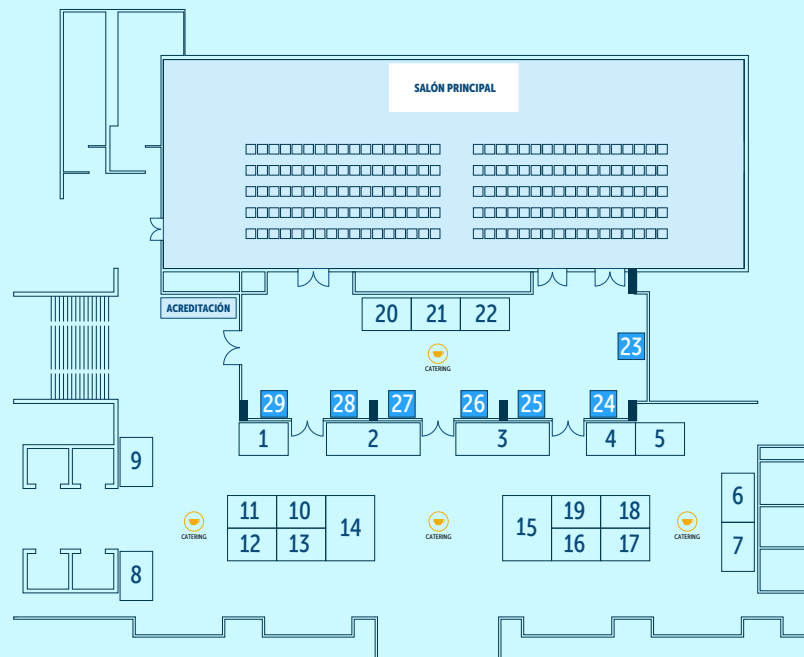 SALÓN PRINCIPAL
ACREDITACIÓN
20 21 22
23
CATERING
29 28 27 26 25 24
1 2 3 4 5
9
6
11 10 14 15 19 18
CATERING CATERING CATERING
12 13 16 17
7
8